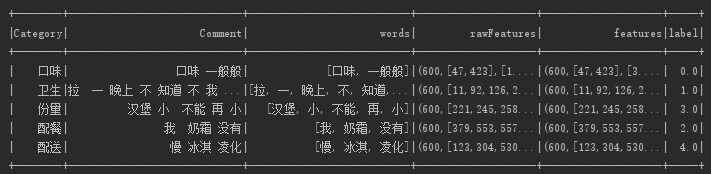 +--------+--------------------+--------------------+--------------------+--------------------+-----+
|Category| Comment| words| rawFeatures| features|label|
+--------+--------------------+--------------------+--------------------+--------------------+-----+
| 口味| 口味 一般般| [口味, 一般般]|(600,[47,423],[1....|(600,[47,423],[3....| 0.0|
| 卫生|拉 一 晚上 不 知道 不 我 ...|[拉, 一, 晚上, 不, 知道,...|(600,[11,92,126,2...|(600,[11,92,126,2...| 1.0|
| 份量| 汉堡 小 不能 再 小| [汉堡, 小, 不能, 再, 小]|(600,[221,245,258...|(600,[221,245,258...| 3.0|
| 配餐| 我 奶霜 没有| [我, 奶霜, 没有]|(600,[379,553,557...|(600,[379,553,557...| 2.0|
| 配送| 慢 冰淇 凌化| [慢, 冰淇, 凌化]|(600,[123,304,530...|(600,[123,304,530...| 4.0|
+--------+--------------------+--------------------+--------------------+--------------------+-----+